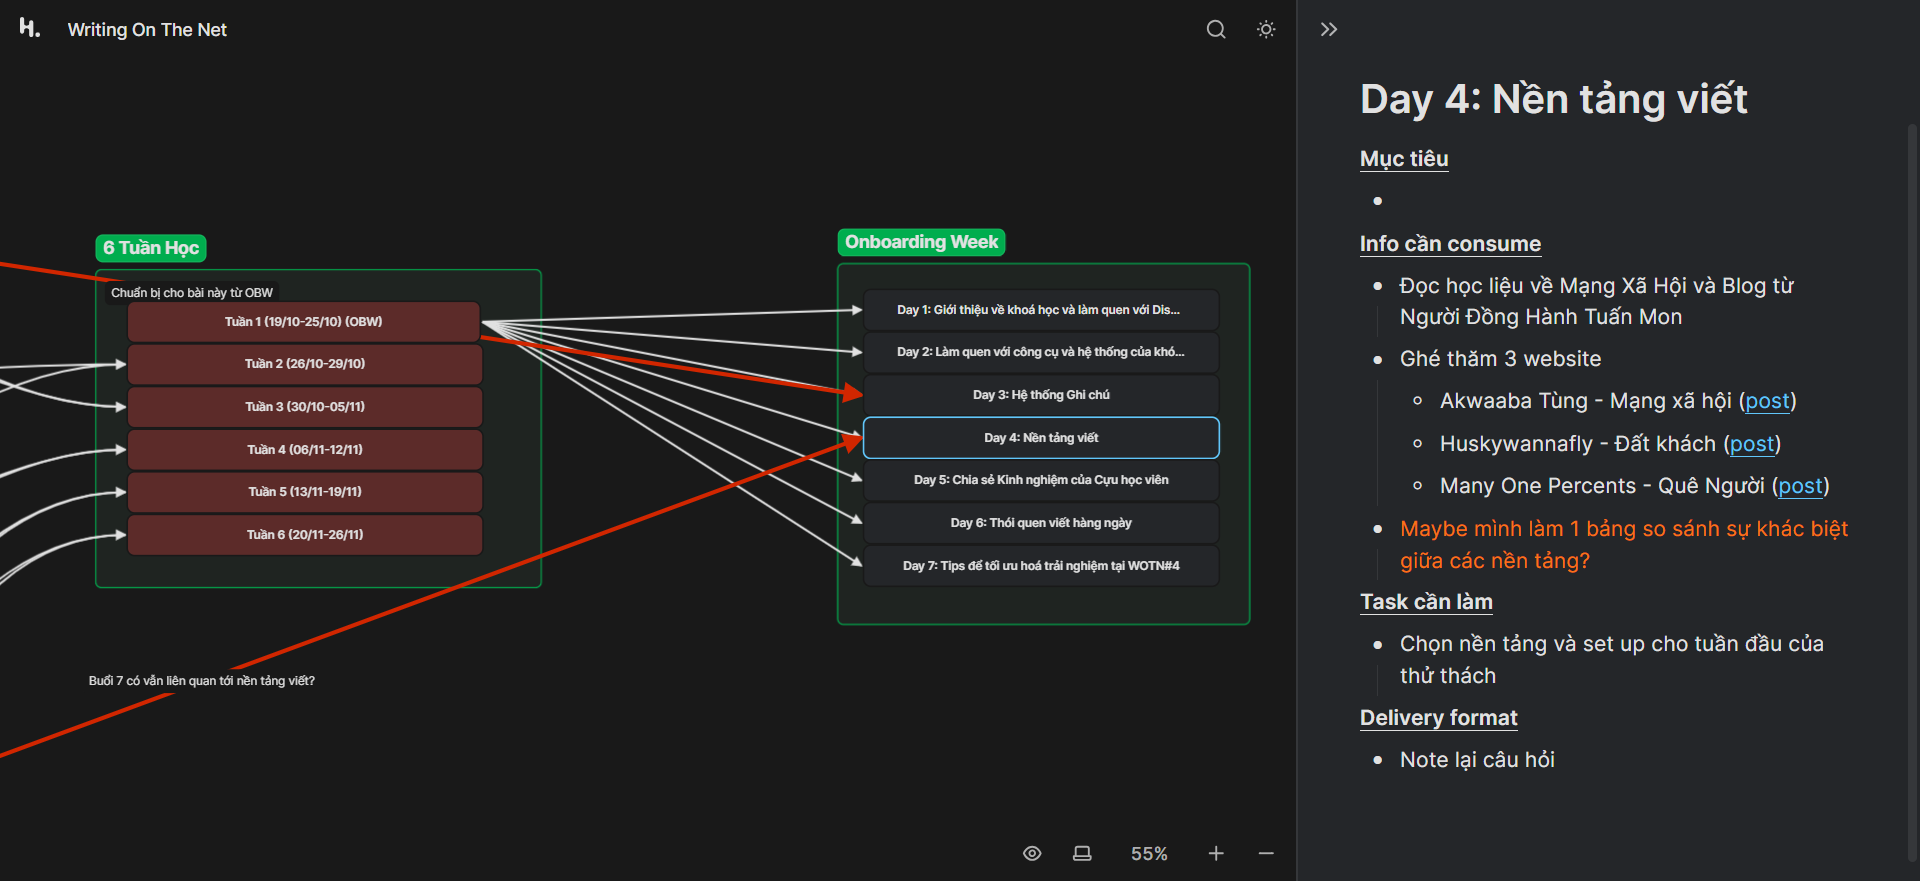 H.
Writing On The Net
6 Tuần Học
Chuẩn bị cho bài này từ OBW
Tuần 1 (19/10-25/10) (OBW)
Tuần 2 (26/10-29/10)
Tuần 3 (30/10-05/11)
Tuần 4 (06/11-12/11)
Tuần 5 (13/11-19/11)
Tuần 6 (20/11-26/11)
Buổi 7 có vẫn liên quan tới nền tảng viết?
Onboarding Week
Day 1: Giới thiệu về khoá học và làm quen với Dis...
Day 2: Làm quen với công cụ và hệ thống của khó...
Day 3: Hệ thống Ghi chú
Day 4: Nền tảng viết
Day 5: Chia sẻ Kinh nghiệm của Cựu học viên
Day 6: Thói quen viết hàng ngày
Day 7: Tips để tối ưu hoá trải nghiệm tại WOTN#4
55%
Day 4: Nền tảng viết
Mục tiêu
Info cần consume
Đọc học liệu về Mạng Xã Hội và Blog từ
Người Đồng Hành Tuấn Mon
Ghé thăm 3 website
Akwaaba Tùng - Mạng xã hội (post)
Huskywannafly - Đất khách (post)
Many One Percents - Quê Người (post)
Maybe mình làm 1 bảng so sánh sự khác biệt
giữa các nền tảng?
Task cần làm
Chọn nền tảng và set up cho tuần đầu của
thử thách
Delivery format
Note lại câu hỏi